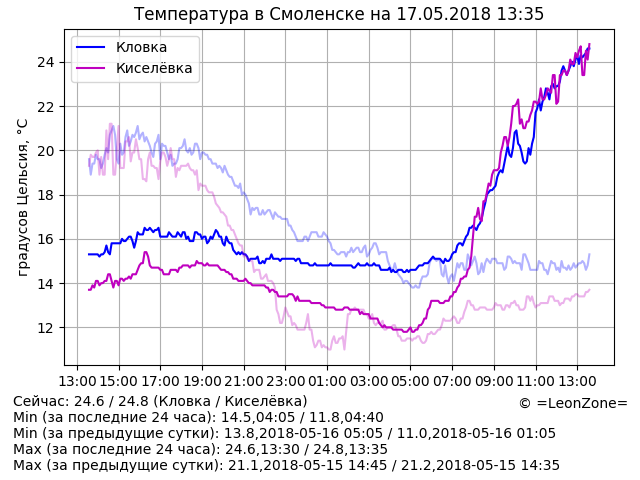 Температура в Смоленске на 17.05.2018 13:35
градусов Цельсия, °C
Кловка
Киселёвка
24
22
20
18
16
14
12
13:00 15:00 17:00 19:00 21:00 23:00 01:00 03:00 05:00 07:00 09:00 11:00 13:00
Сейчас: 24.6 / 24.8 (Кловка / Киселёвка)
© =LeonZone=
Min (за последние 24 часа): 14.5,04:05 / 11.8,04:40
Min (за предыдущие сутки): 13.8,2018-05-16 05:05 / 11.0,2018-05-16 01:05
Max (за последние 24 часа): 24.6,13:30 / 24.8,13:35
Max (за предыдущие сутки): 21.1,2018-05-15 14:45 / 21.2,2018-05-15 14:35